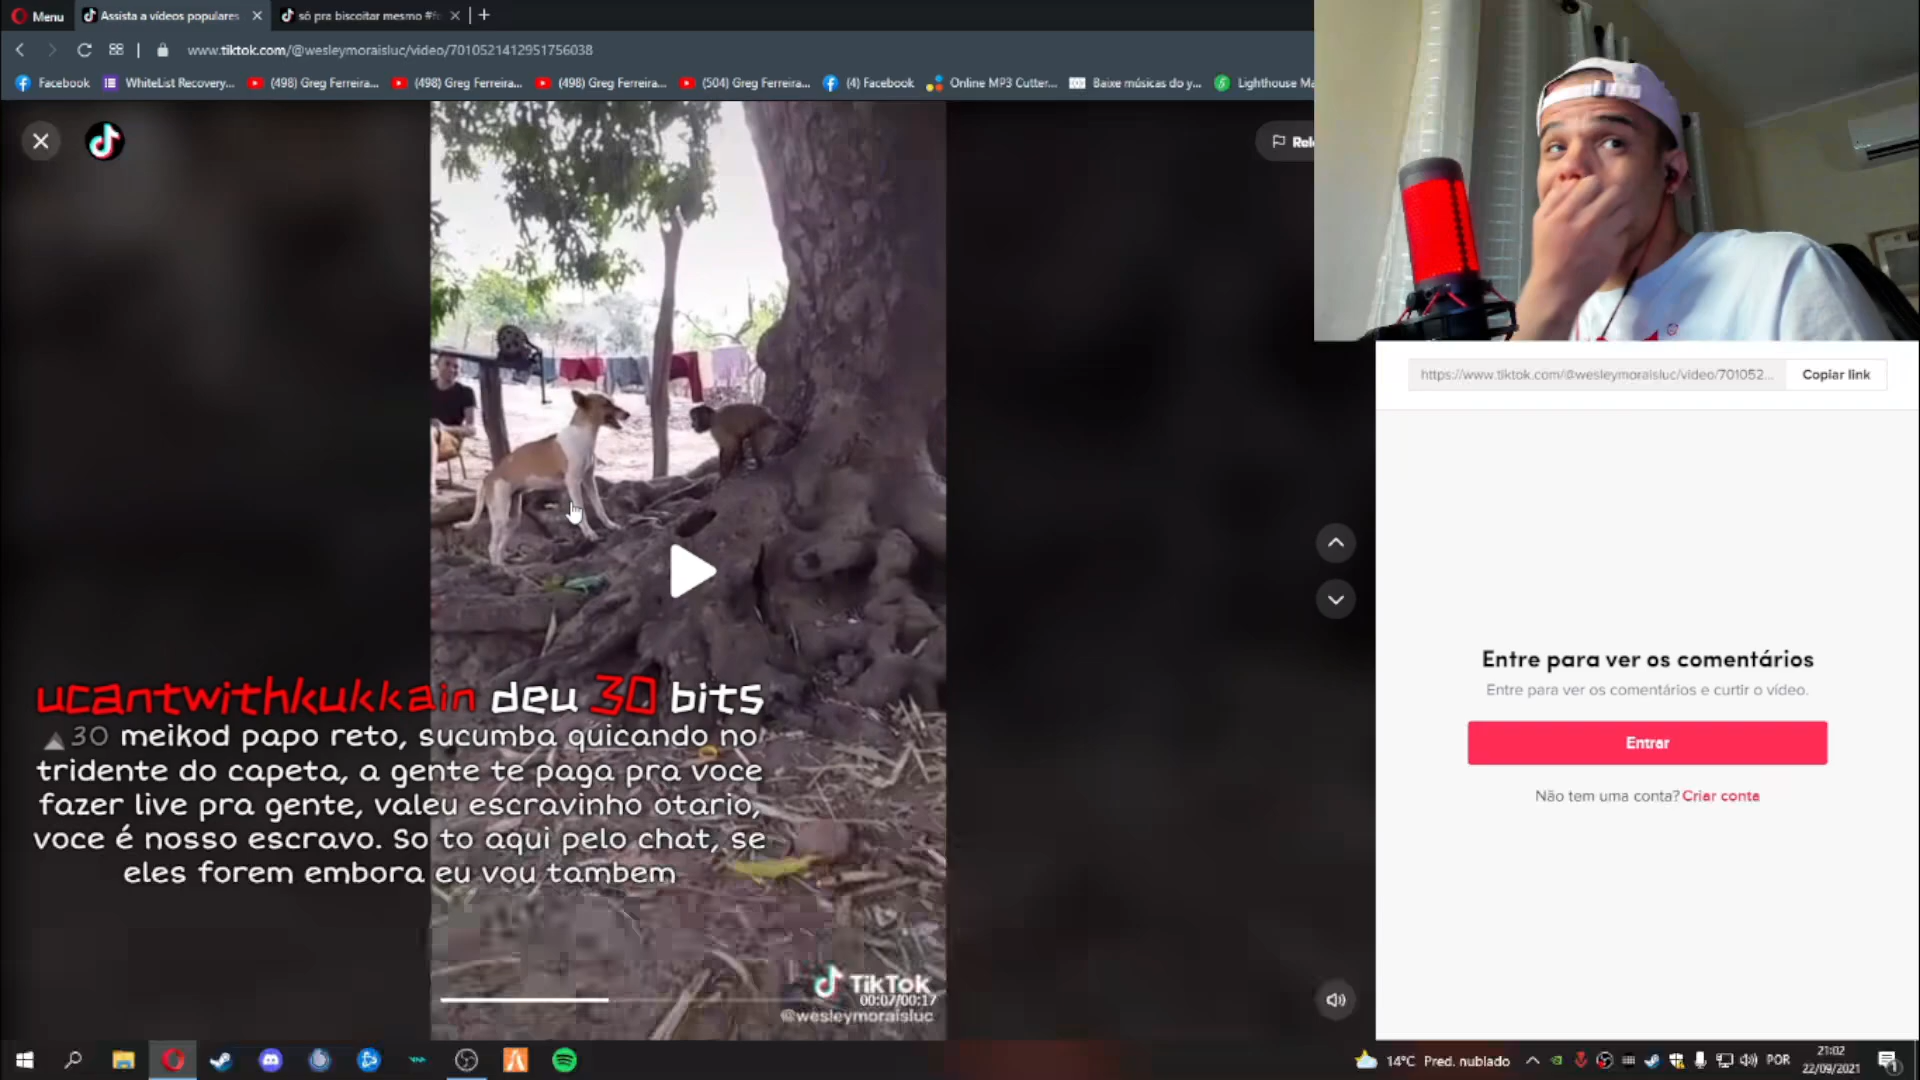 Menu
Assista a vídeos populares
só pra biscoitar mesmo #f
www.tiktok.com/@wesleymoraisluc/video/7010521412951756038
Facebook
WhiteList Recovery...
(498) Greg Ferreira...
(498) Greg Ferreira...
(498) Greg Ferreira...
(504) Greg Ferreira...
(4) Facebook
Online MP3 Cutter...
Baixe músicas do y...
Lighthouse Ma
https://www.tiktok.com/@wesleymoraisluc/video/701052...
Copiar link
Entre para ver os comentários
Entre para ver os comentários e curtir o vídeo.
Entrar
Não tem uma conta? Criar conta
ucantwithkukkain deu 30 bits
30 meikod papo reto, sucumba quicando no
tridente do capeta, a gente te paga pra voce
fazer live pra gente, valeu escravinho otario,
voce é nosso escravo. So to aqui pelo chat, se
eles forem embora eu vou tambem
TikTok
00:07/00:17
@wesleymoraisluc
14°C Pred. nublado
POR
21:02
22/09/2021